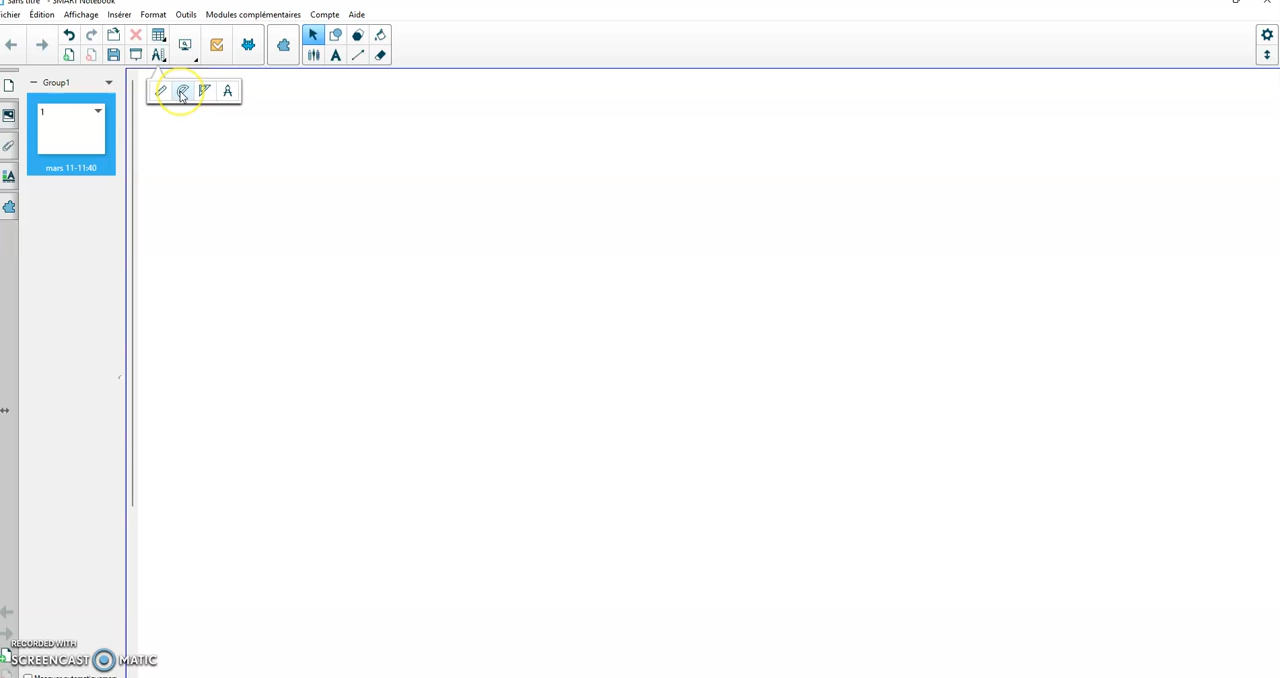 Sans titre * - SMART Notebook
ichier Édition Affichage Insérer Format Outils Modules complémentaires Compte Aide
Group1
1
mars 11-11:40
RECORDED WITH
SCREENCAST MATIC